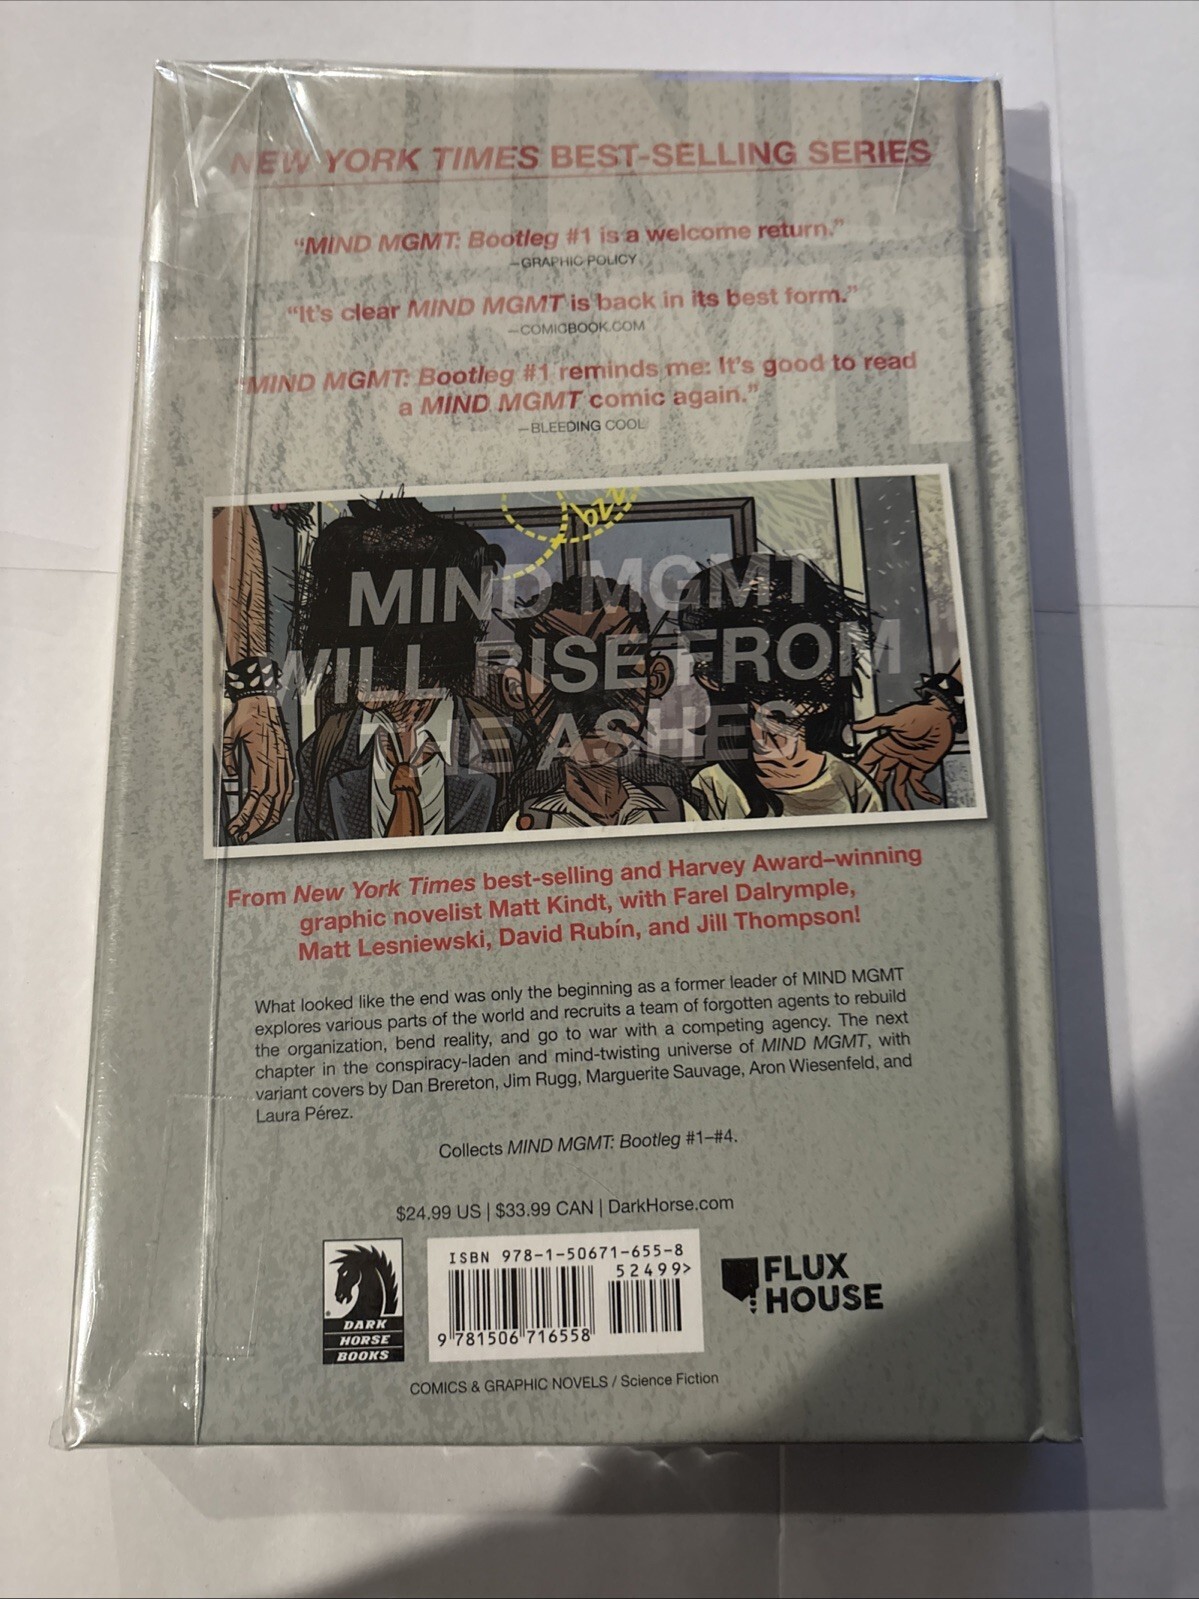 NEW YORK TIMES BEST-SELLING SERIES
“MIND MGMT: Bootleg #1 is a welcome return.”
—GRAPHIC POLICY
“It’s clear MIND MGMT is back in its best form.”
—COMICBOOK.COM
“MIND MGMT: Bootleg #1 reminds me: It’s good to read
a MIND MGMT comic again.”
—BLEEDING COOL
bzz
MIND MGMT
WILL RISE FROM
THE ASHES
From New York Times best-selling and Harvey Award–winning
graphic novelist Matt Kindt, with Farel Dalrymple,
Matt Lesniewski, David Rubín, and Jill Thompson!
What looked like the end was only the beginning as a former leader of MIND MGMT
explores various parts of the world and recruits a team of forgotten agents to rebuild
the organization, bend reality, and go to war with a competing agency. The next
chapter in the conspiracy-laden and mind-twisting universe of MIND MGMT, with
variant covers by Dan Brereton, Jim Rugg, Marguerite Sauvage, Aron Wiesenfeld, and
Laura Pérez.
Collects MIND MGMT: Bootleg #1–#4.
$24.99 US | $33.99 CAN | DarkHorse.com
DARK
HORSE
BOOKS
ISBN 978-1-50671-655-8
52499>
9 781506 716558
FLUX
HOUSE
COMICS & GRAPHIC NOVELS / Science Fiction